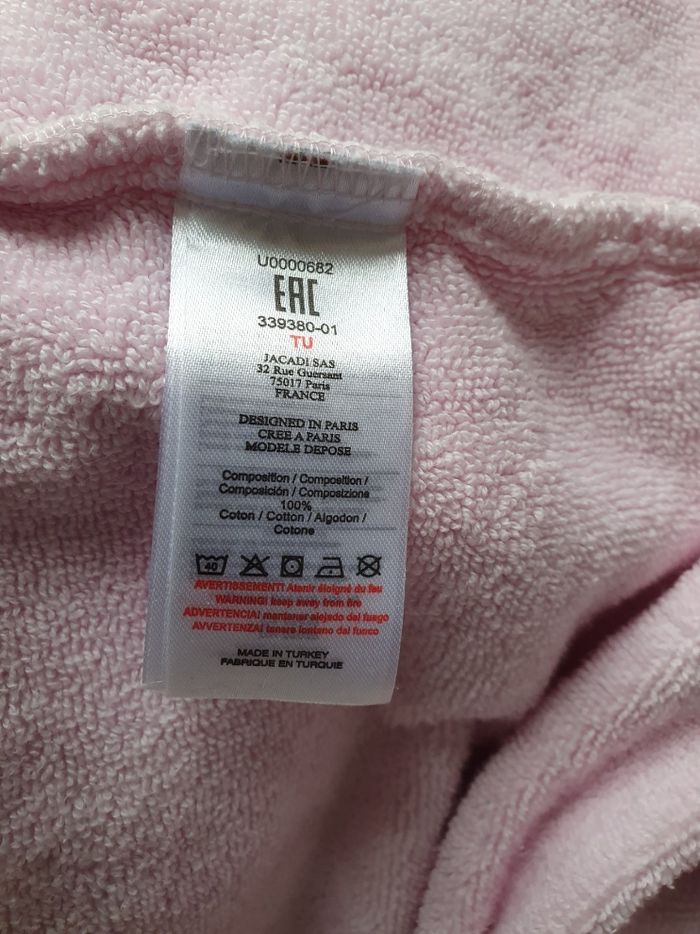 U0000682
EAC
339380-01
TU
JACADI SAS
32 Rue Guersant
75017 Paris
FRANCE
DESIGNED IN PARIS
CREE A PARIS
MODELE DEPOSE
Composition / Composition /
Composición / Composizione
100%
Coton / Cotton / Algodon /
Cotone
40
AVERTISSEMENT! Atenir éloigné du feu
WARNING! keep away from fire
ADVERTENCIA! mantener alejado del fuego
AVVERTENZA! tenere lontano dal fuoco
MADE IN TURKEY
FABRIQUE EN TURQUIE